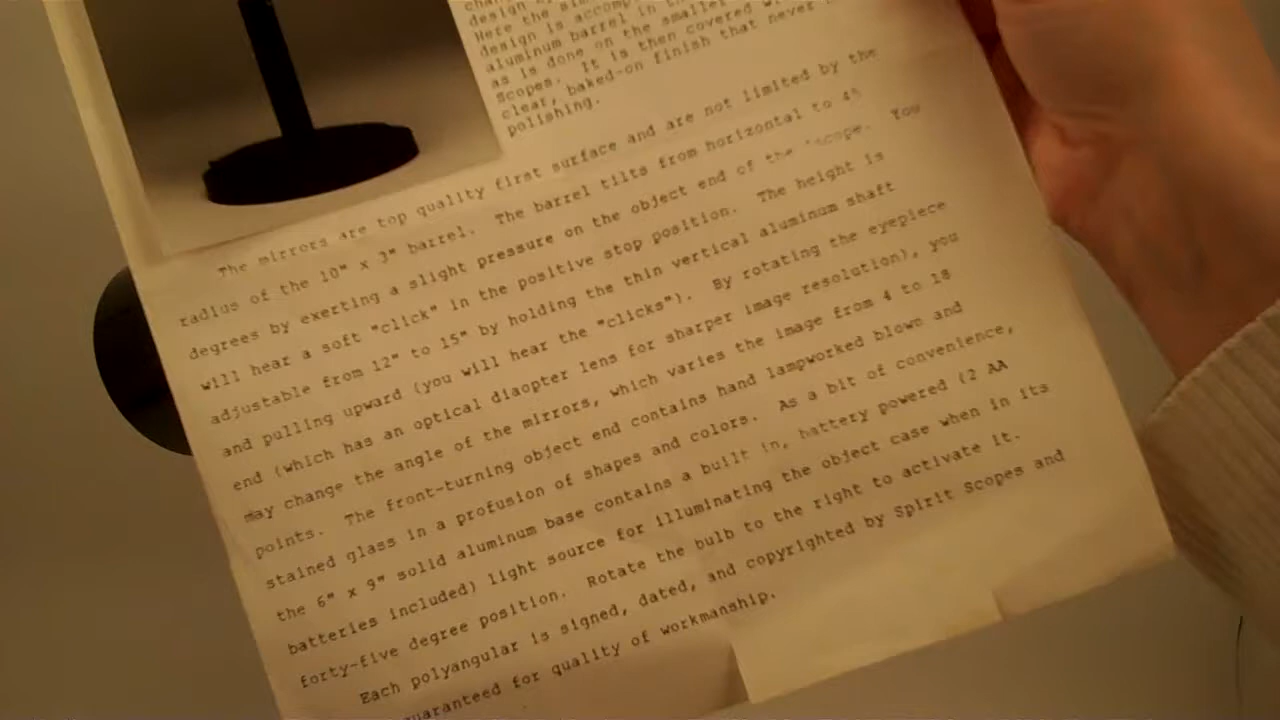 design
Here the
design is accomp
aluminum barrel in
as is done on the smaller
Scopes. It is then covered
clear, baked-on finish that never
polishing.
The mirrors are top quality first surface and are not limited by the
radius of the 10" x 3" barrel. The barrel tilts from horizontal to 45
degrees by exerting a slight pressure on the object end of the 'scope. You
will hear a soft "click" in the positive stop position. The height is
adjustable from 12" to 15" by holding the thin vertical aluminum shaft
and pulling upward (you will hear the "clicks"). By rotating the eyepiece
end (which has an optical diaopter lens for sharper image resolution), you
may change the angle of the mirrors, which varies the image from 4 to 18
points. The front-turning object end contains hand lampworked blown and
stained glass in a profusion of shapes and colors. As a bit of convenience,
the 6" x 9" solid aluminum base contains a built in, battery powered (2 AA
batteries included) light source for illuminating the object case when in its
forty-five degree position. Rotate the bulb to the right to activate it.
Each polyangular is signed, dated, and copyrighted by Spirit Scopes and
guaranteed for quality of workmanship.